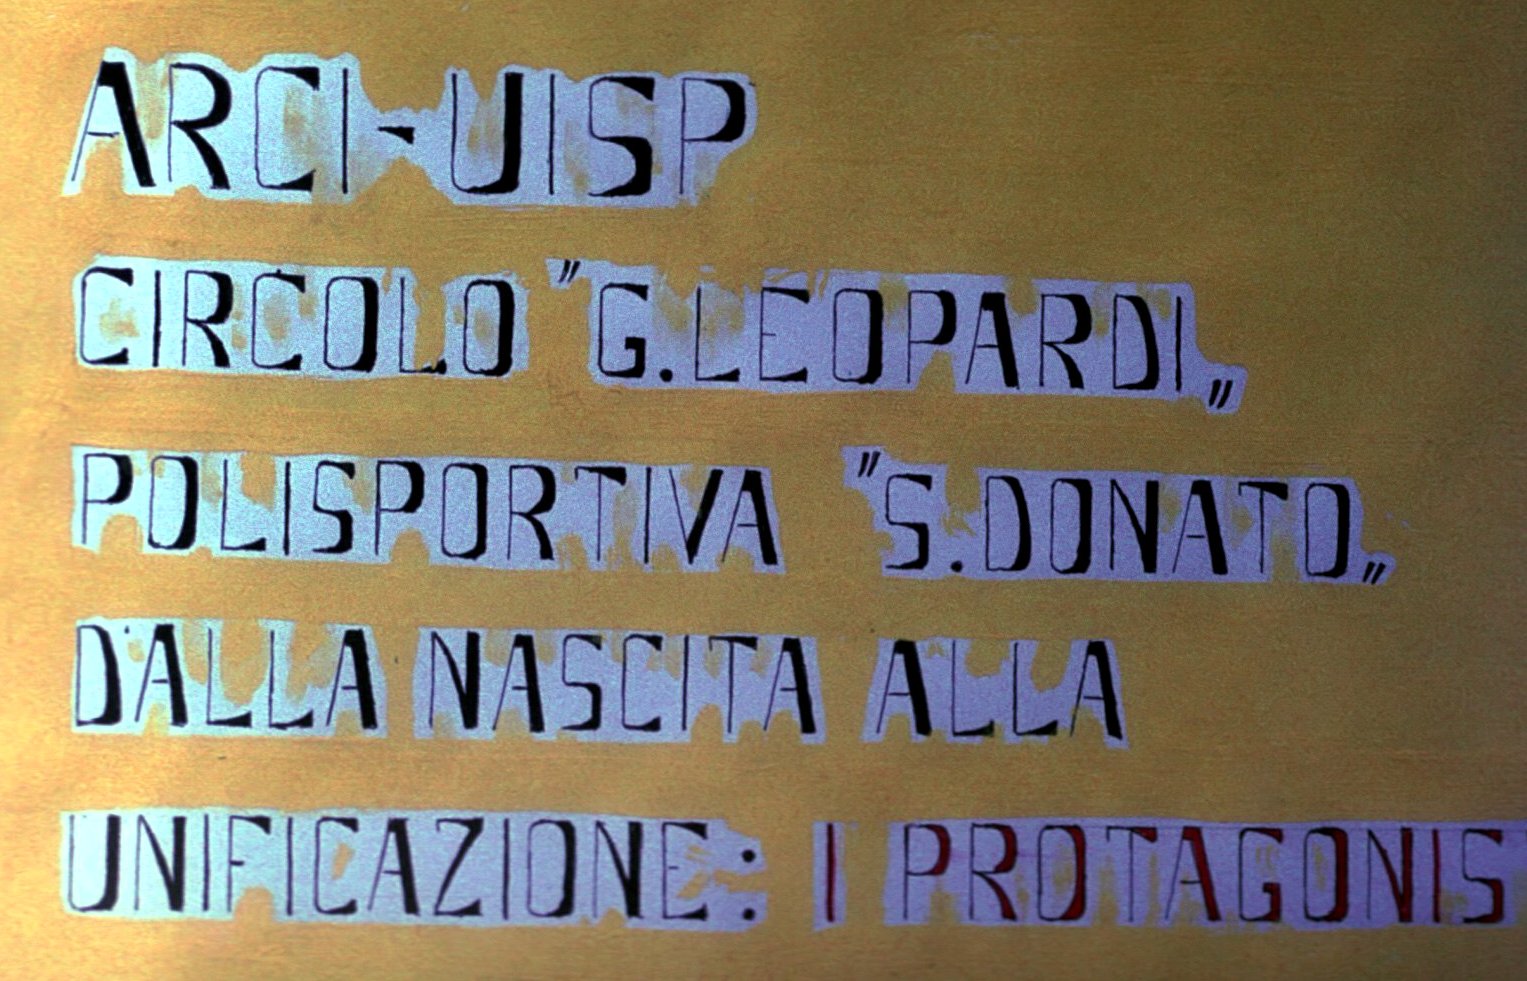 ARCI-UISP
CIRCOLO "G.LEOPARDI„
POLISPORTIVA "S.DONATO„
DALLA NASCITA ALLA
UNIFICAZIONE: I PROTAGONIS